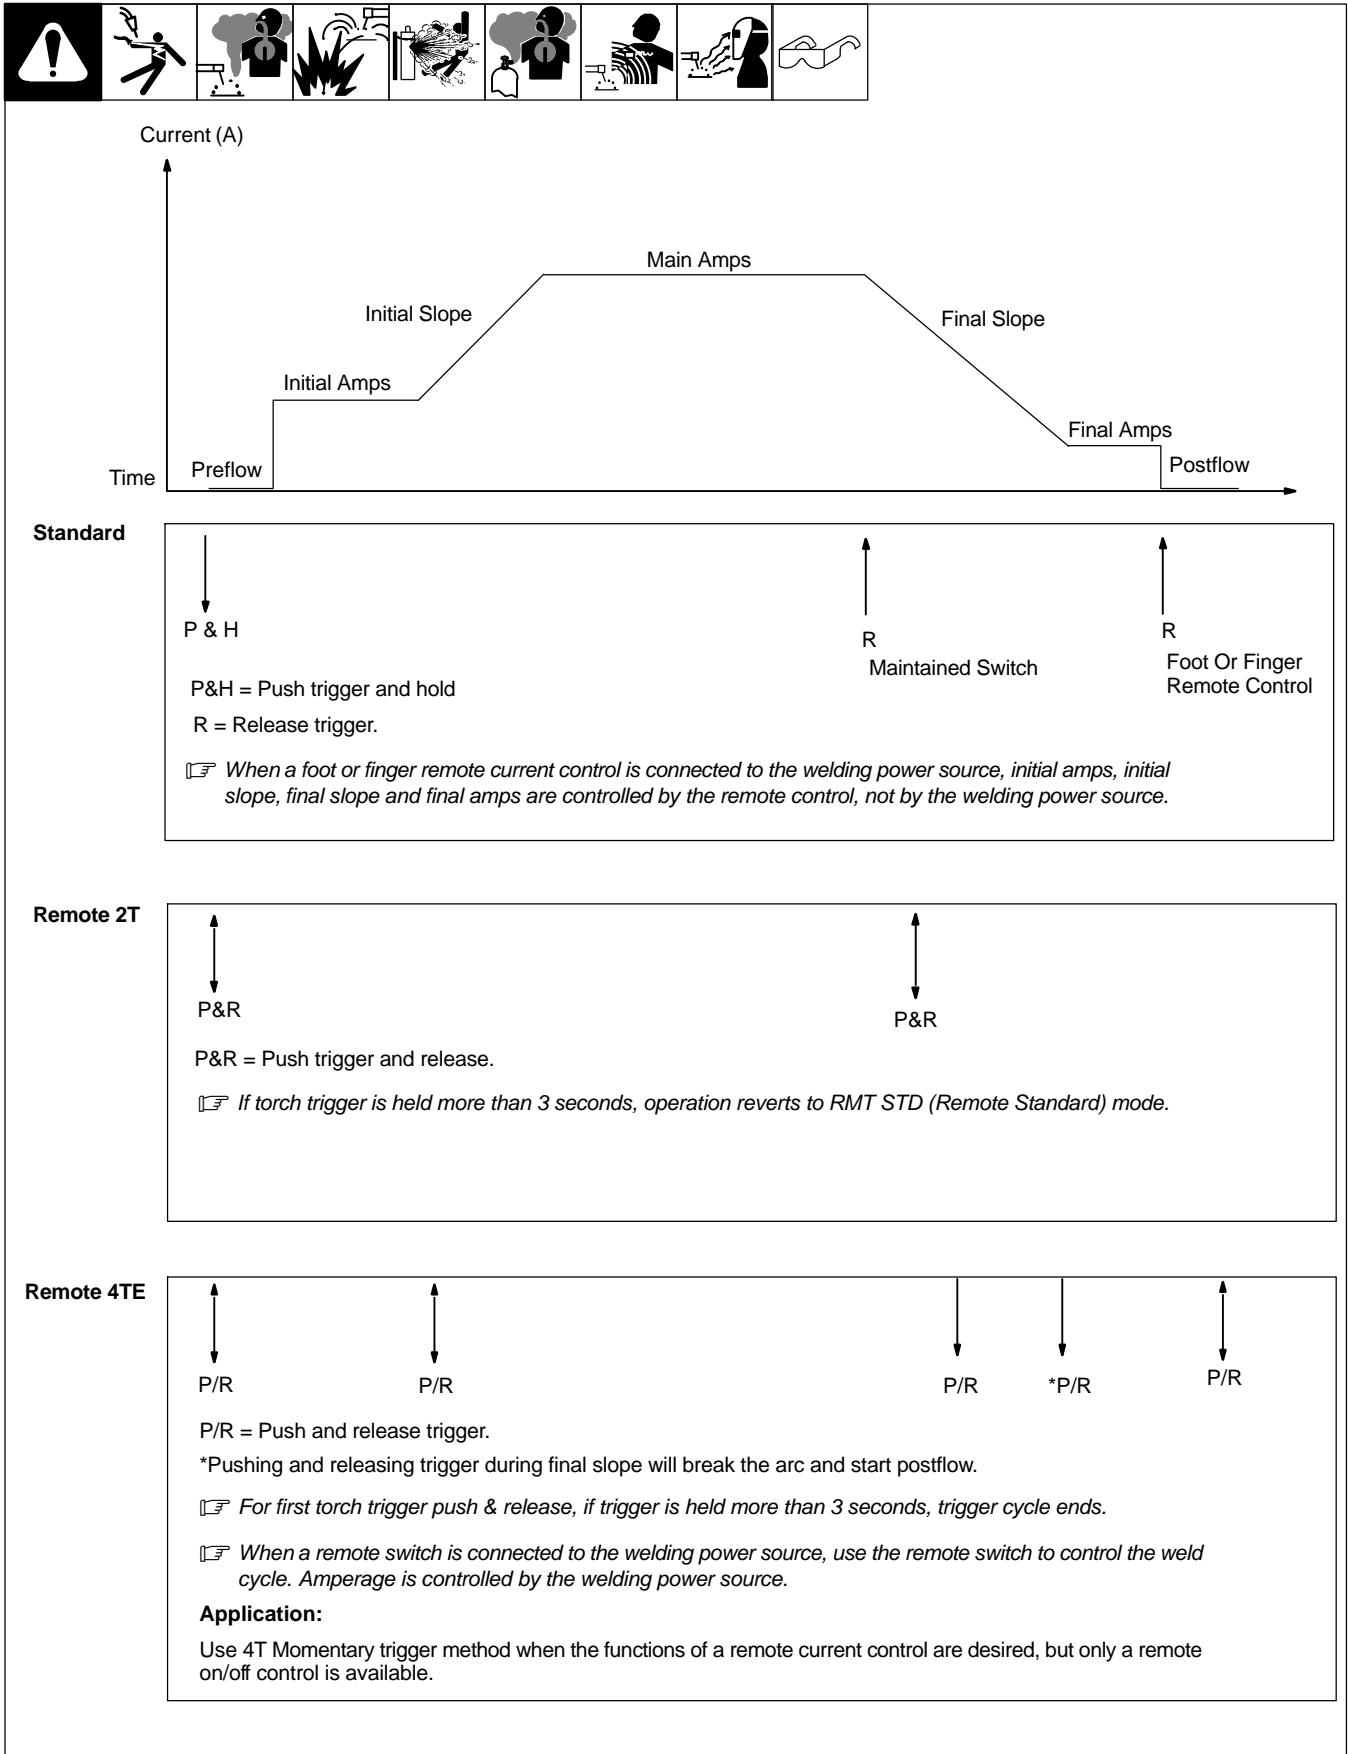 Current (A)
Main Amps
Initial Slope
Final Slope
Initial Amps
Final Amps
Time
Preflow
Postflow
Standard
P & H
R
Maintained Switch
R
Foot Or Finger
Remote Control
P&H = Push trigger and hold
R = Release trigger.
When a foot or finger remote current control is connected to the welding power source, initial amps, initial
slope, final slope and final amps are controlled by the remote control, not by the welding power source.
Remote 2T
P&R
P&R
P&R = Push trigger and release.
If torch trigger is held more than 3 seconds, operation reverts to RMT STD (Remote Standard) mode.
Remote 4TE
P/R
P/R
P/R
*P/R
P/R
P/R = Push and release trigger.
*Pushing and releasing trigger during final slope will break the arc and start postflow.
For first torch trigger push & release, if trigger is held more than 3 seconds, trigger cycle ends.
When a remote switch is connected to the welding power source, use the remote switch to control the weld
cycle. Amperage is controlled by the welding power source.
Application:
Use 4T Momentary trigger method when the functions of a remote current control are desired, but only a remote
on/off control is available.